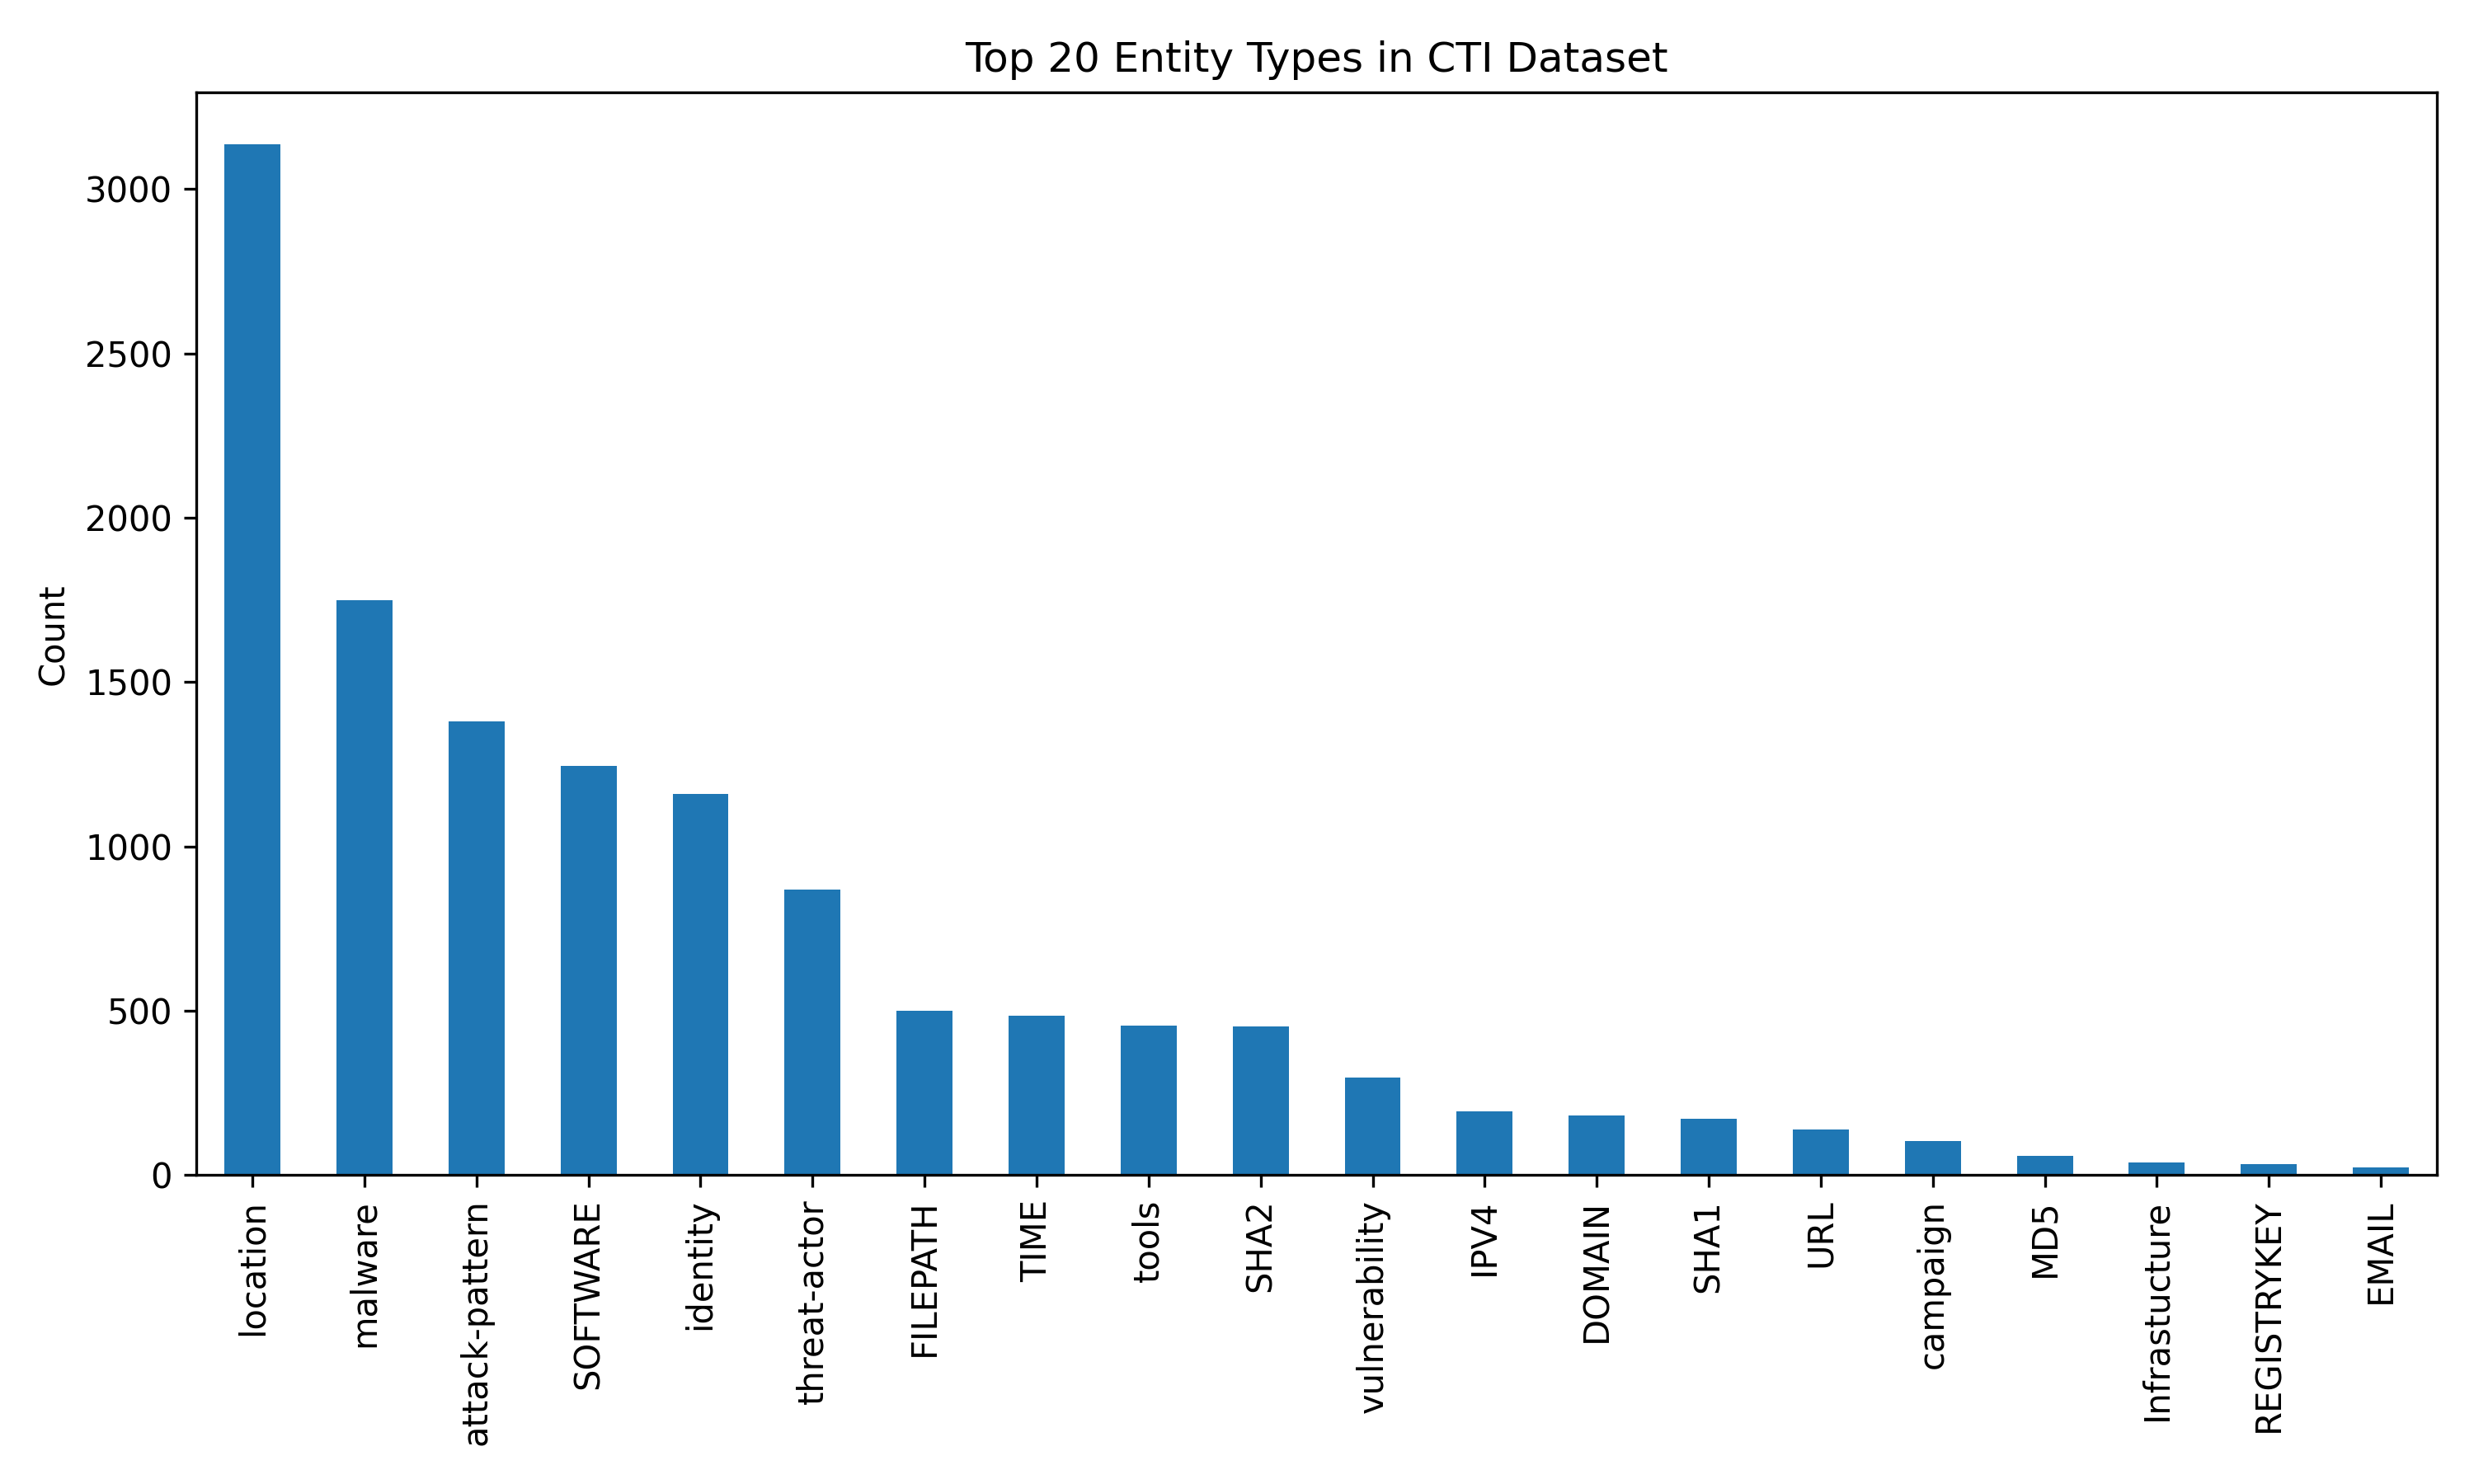 Top 20 Entity Types in CTI Dataset
Count
3000
2500
2000
1500
1000
500
0
location
malware
attack-pattern
SOFTWARE
identity
threat-actor
FILEPATH
TIME
tools
SHA2
vulnerability
IPV4
DOMAIN
SHA1
URL
campaign
MD5
Infrastucture
REGISTRYKEY
EMAIL